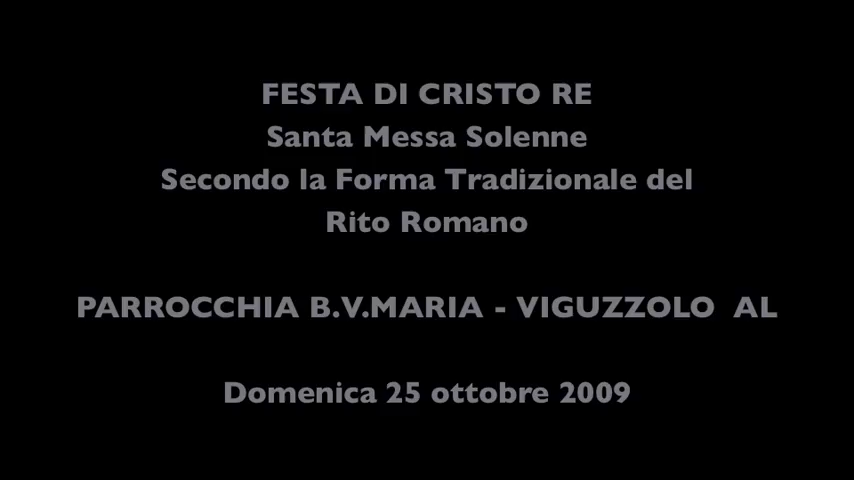 FESTA DI CRISTO RE
Santa Messa Solenne
Secondo la Forma Tradizionale del
Rito Romano
PARROCCHIA B.V.MARIA - VIGUZZOLO AL
Domenica 25 ottobre 2009